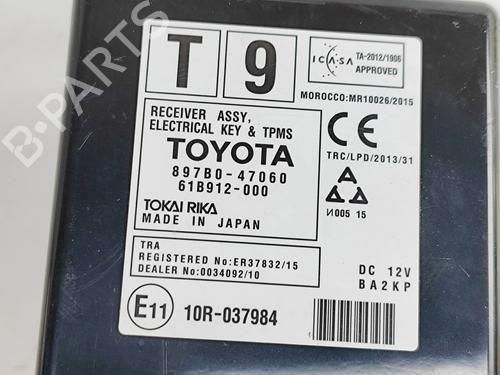 B-PARTS
T 9
ICASA
TA-2012/1906
APPROVED
MOROCCO:MR10026/2015
RECEIVER ASSY,
ELECTRICAL KEY & TPMS
TOYOTA
897B0-47060
61B912-000
TOKAI RIKA
MADE IN JAPAN
CE
TRC/LPD/2013/31
И005 15
TRA
REGISTERED No:ER37832/15
DEALER No:0034092/10
DC 12V
BA2KP
E11 10R-037984